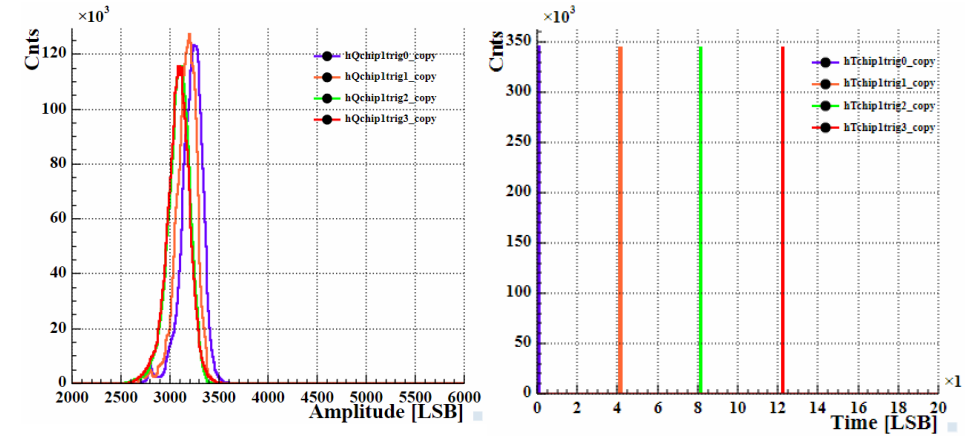 ×10³
Cnts
120
100
80
60
40
20
0
hQchip1trig0_copy
hQchip1trig1_copy
hQchip1trig2_copy
hQchip1trig3_copy
2000 2500 3000 3500 4000 4500 5000 5500 6000
Amplitude [LSB]
×10³
Cnts
350
300
250
200
150
100
50
0
hTchip1trig0_copy
hTchip1trig1_copy
hTchip1trig2_copy
hTchip1trig3_copy
×1
0 2 4 6 8 10 12 14 16 18 20
Time [LSB]